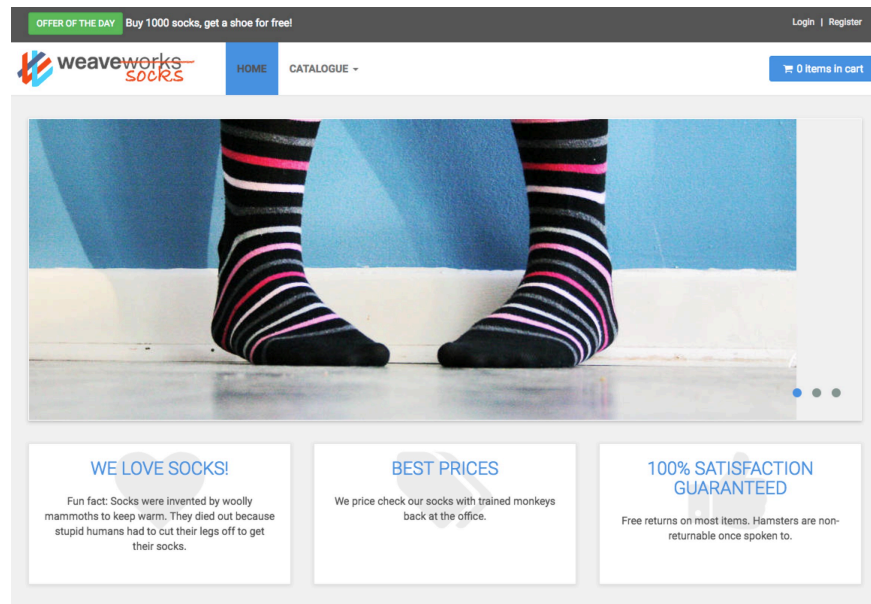 OFFER OF THE DAY Buy 1000 socks, get a shoe for free!
Login | Register
weaveworks
socks
HOME
CATALOGUE
0 items in cart
WE LOVE SOCKS!
Fun fact: Socks were invented by woolly
mammoths to keep warm. They died out because
stupid humans had to cut their legs off to get
their socks.
BEST PRICES
We price check our socks with trained monkeys
back at the office.
100% SATISFACTION
GUARANTEED
Free returns on most items. Hamsters are non-
returnable once spoken to.